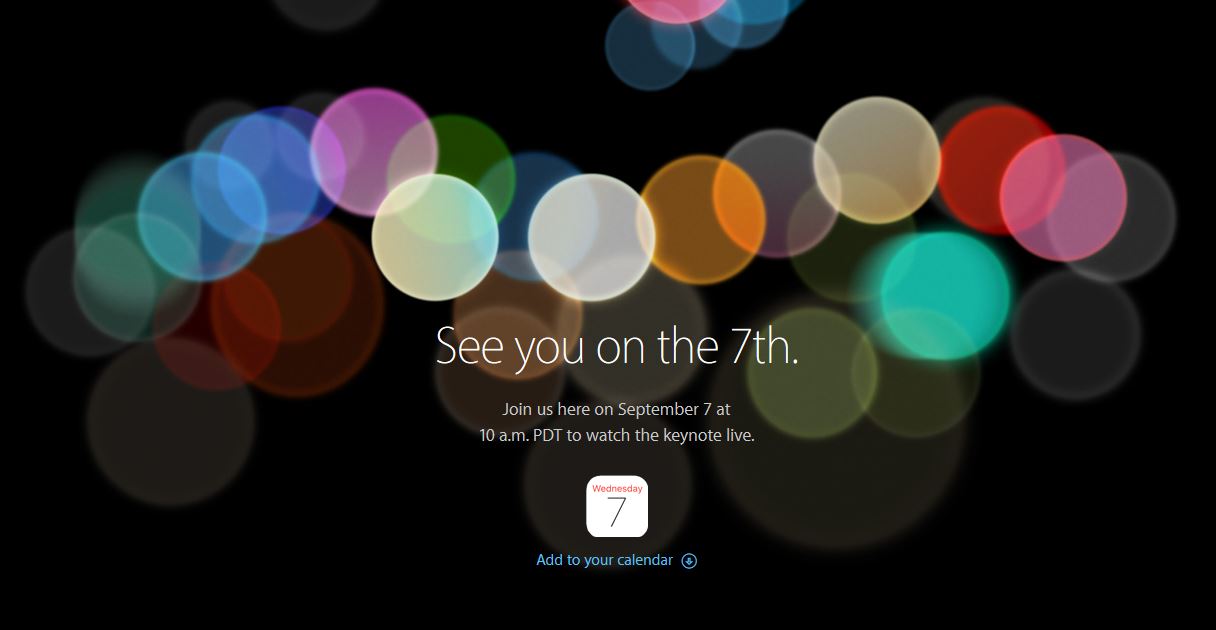 See you on the 7th.
Join us here on September 7 at
10 a.m. PDT to watch the keynote live.
Wednesday
7
Add to your calendar